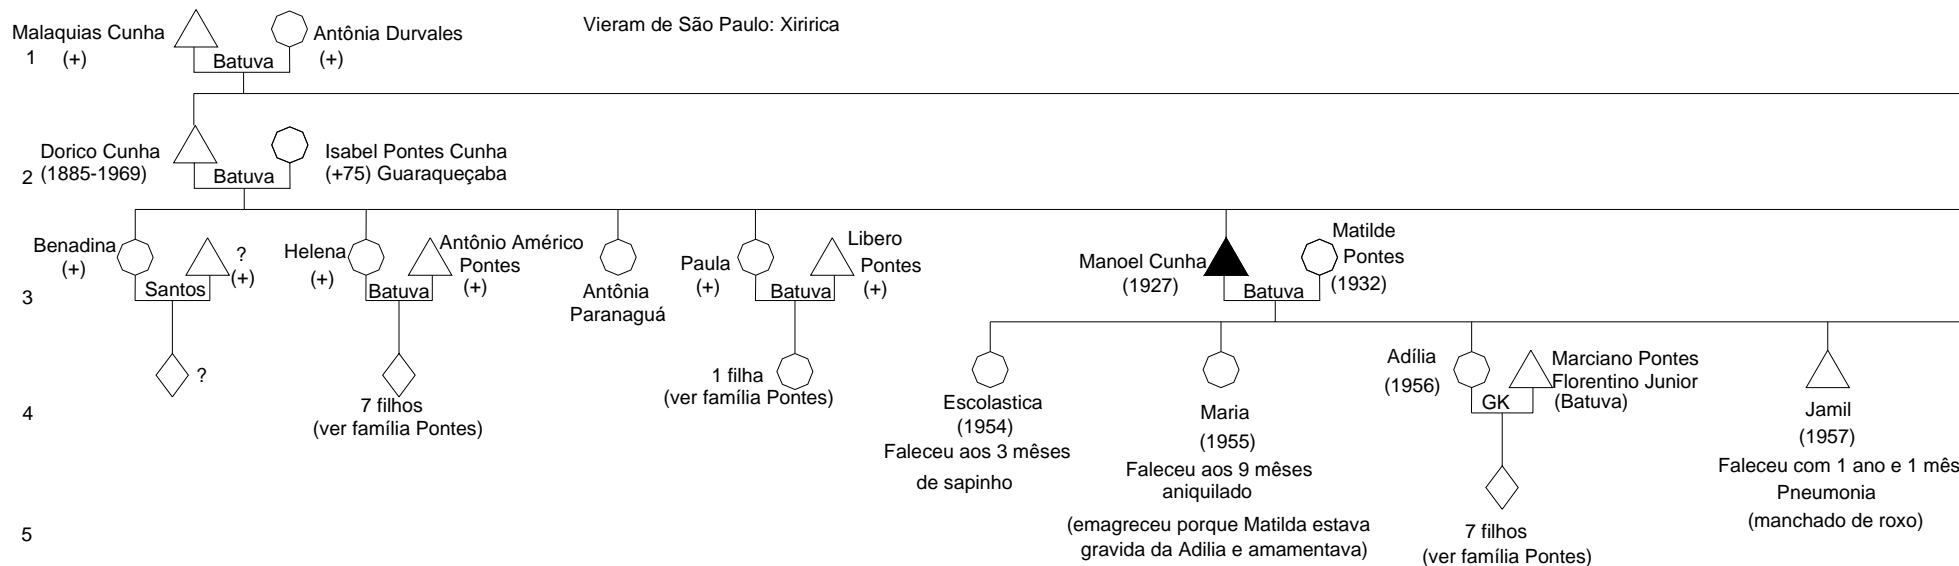 Vieram de São Paulo: Xiririca
Malaquias Cunha
1 (+)
Batuva
Antônia Durvales
(+)
Dorico Cunha
2 (1885-1969)
Batuva
Isabel Pontes Cunha
(+75) Guaraqueçaba
3
Benadina
(+)
Santos
?
(+)
Helena
(+)
Batuva
Antônio Américo
Pontes
(+)
Antônia
Paranaguá
Paula
(+)
Batuva
Libero
Pontes
(+)
Manoel Cunha
(1927)
Batuva
Matilde
Pontes
(1932)
4
?
7 filhos
(ver família Pontes)
1 filha
(ver família Pontes)
Escolastica
(1954)
Faleceu aos 3 mêses
de sapinho
Maria
(1955)
Faleceu aos 9 mêses
aniquilado
(emagreceu porque Matilda estava
gravida da Adilia e amamentava)
Adília
(1956)
GK
Marciano Pontes
Florentino Junior
(Batuva)
Jamil
(1957)
Faleceu com 1 ano e 1 mês
Pneumonia
(manchado de roxo)
5
7 filhos
(ver família Pontes)